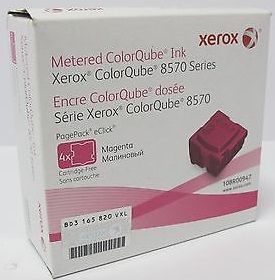 xerox
Metered ColorQube® Ink
Xerox® ColorQube® 8570 Series
Encre ColorQube® dosée
Série Xerox® ColorQube® 8570
PagePack eClick®
4x
Magenta
Малиновый
Cartridge-Free
Sans cartouche
108R00947
BD3 165 820 VXL